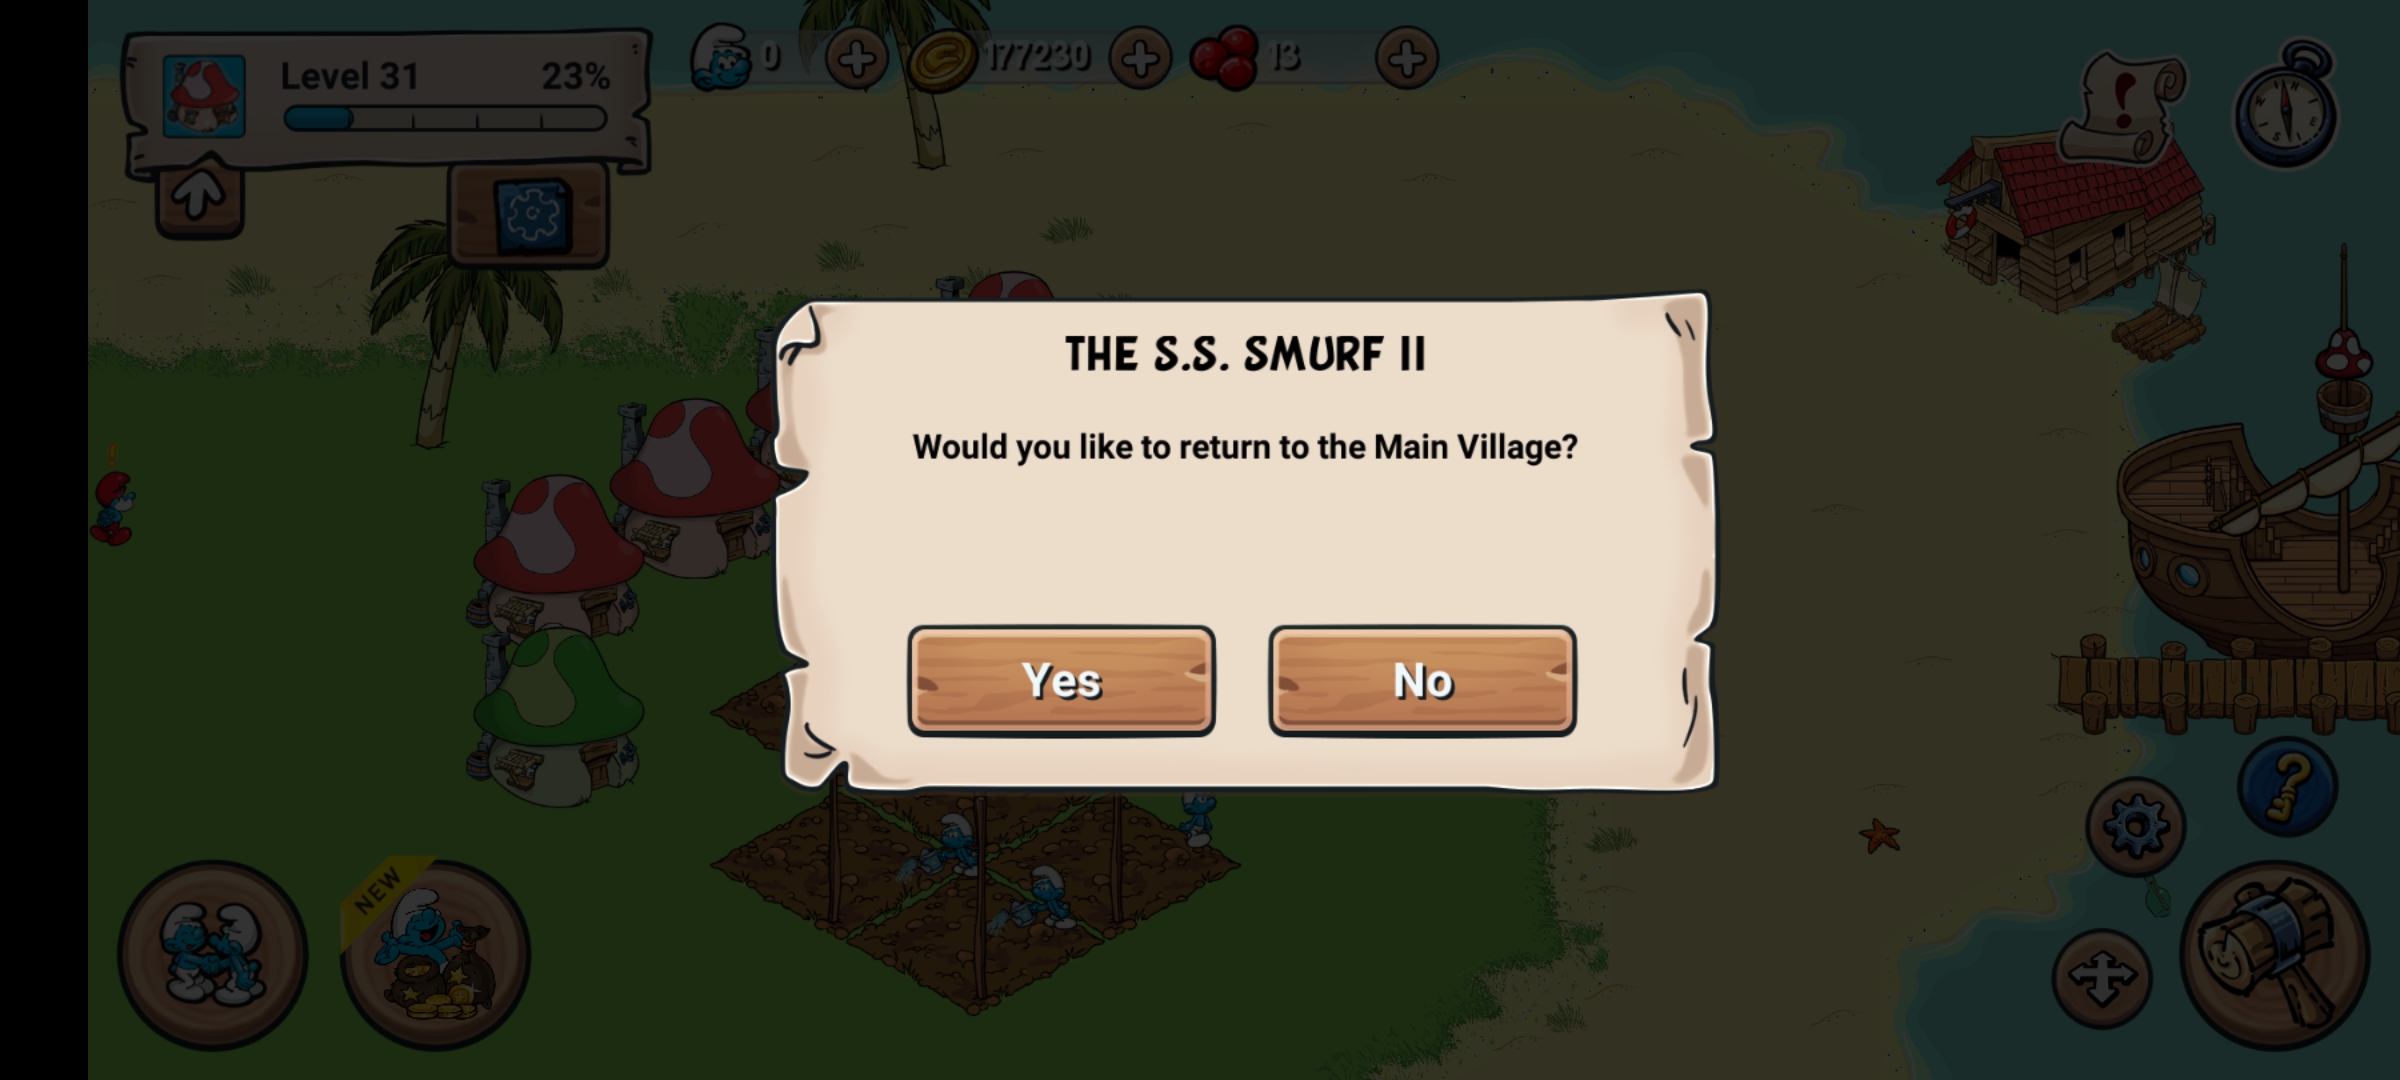 Level 31 23%
0
177230
13
THE S.S. SMURF II
Would you like to return to the Main Village?
Yes
No
NEW